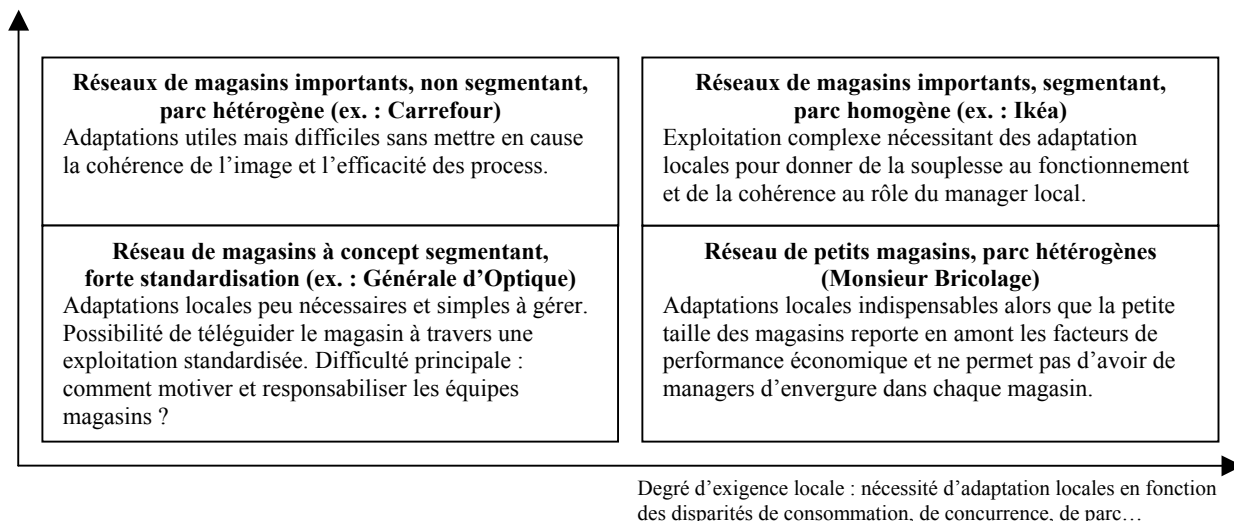 Réseaux de magasins importants, non segmentant,
parc hétérogène (ex. : Carrefour)
Adaptations utiles mais difficiles sans mettre en cause
la cohérence de l’image et l’efficacité des process.
Réseaux de magasins importants, segmentant,
parc homogène (ex. : Ikéa)
Exploitation complexe nécessitant des adaptation
locales pour donner de la souplesse au fonctionnement
et de la cohérence au rôle du manager local.
Réseau de magasins à concept segmentant,
forte standardisation (ex. : Générale d’Optique)
Adaptations locales peu nécessaires et simples à gérer.
Possibilité de téléguider le magasin à travers une
exploitation standardisée. Difficulté principale :
comment motiver et responsabiliser les équipes
magasins ?
Réseau de petits magasins, parc hétérogènes
(Monsieur Bricolage)
Adaptations locales indispensables alors que la petite
taille des magasins reporte en amont les facteurs de
performance économique et ne permet pas d’avoir de
managers d’envergure dans chaque magasin.
Degré d’exigence locale : nécessité d’adaptation locales en fonction
des disparités de consommation, de concurrence, de parc…